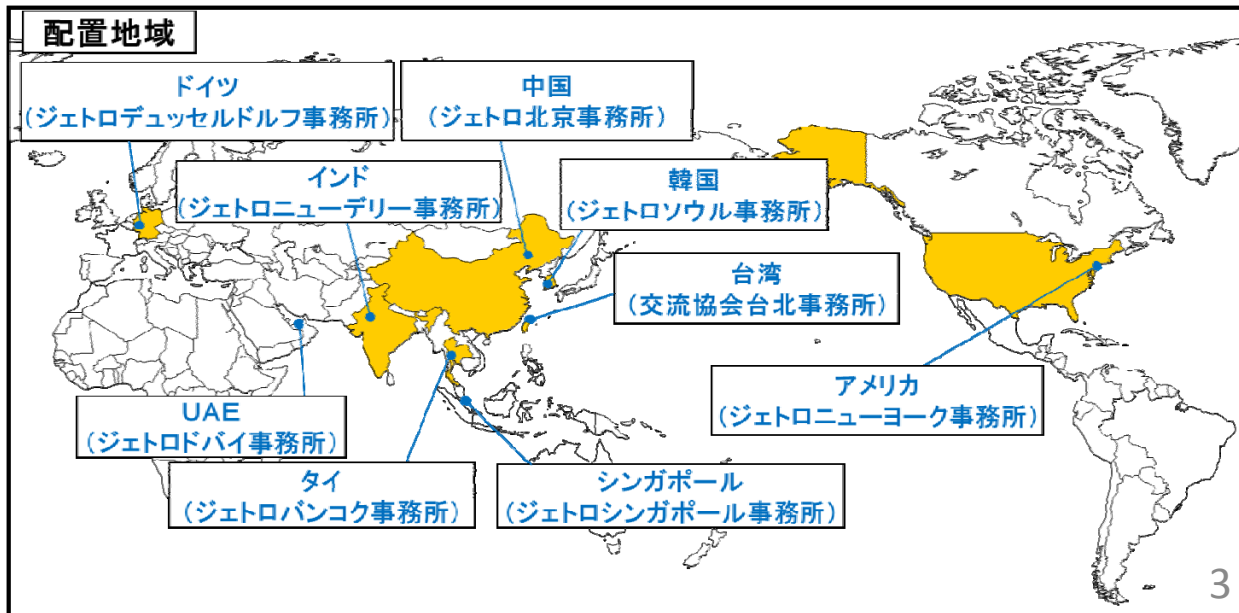 配置地域
ドイツ
(ジェトロデュッセルドルフ事務所)
中国
(ジェトロ北京事務所)
インド
(ジェトロニューデリー事務所)
韓国
(ジェトロソウル事務所)
台湾
(交流協会台北事務所)
アメリカ
(ジェトロニューヨーク事務所)
UAE
(ジェトロドバイ事務所)
タイ
(ジェトロバンコク事務所)
シンガポール
(ジェトロシンガポール事務所)
3